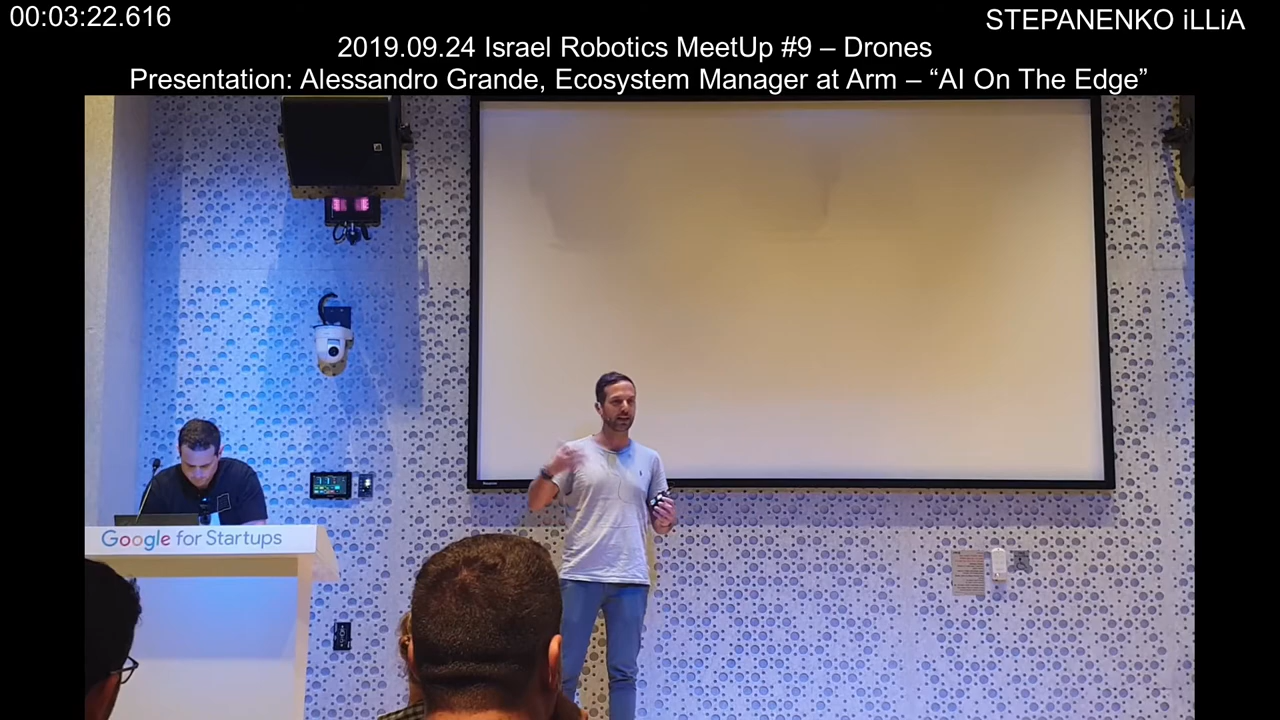 00:03:22.616
STEPANENKO iLLiA
2019.09.24 Israel Robotics MeetUp #9 – Drones
Presentation: Alessandro Grande, Ecosystem Manager at Arm – “AI On The Edge”
Google for Startups